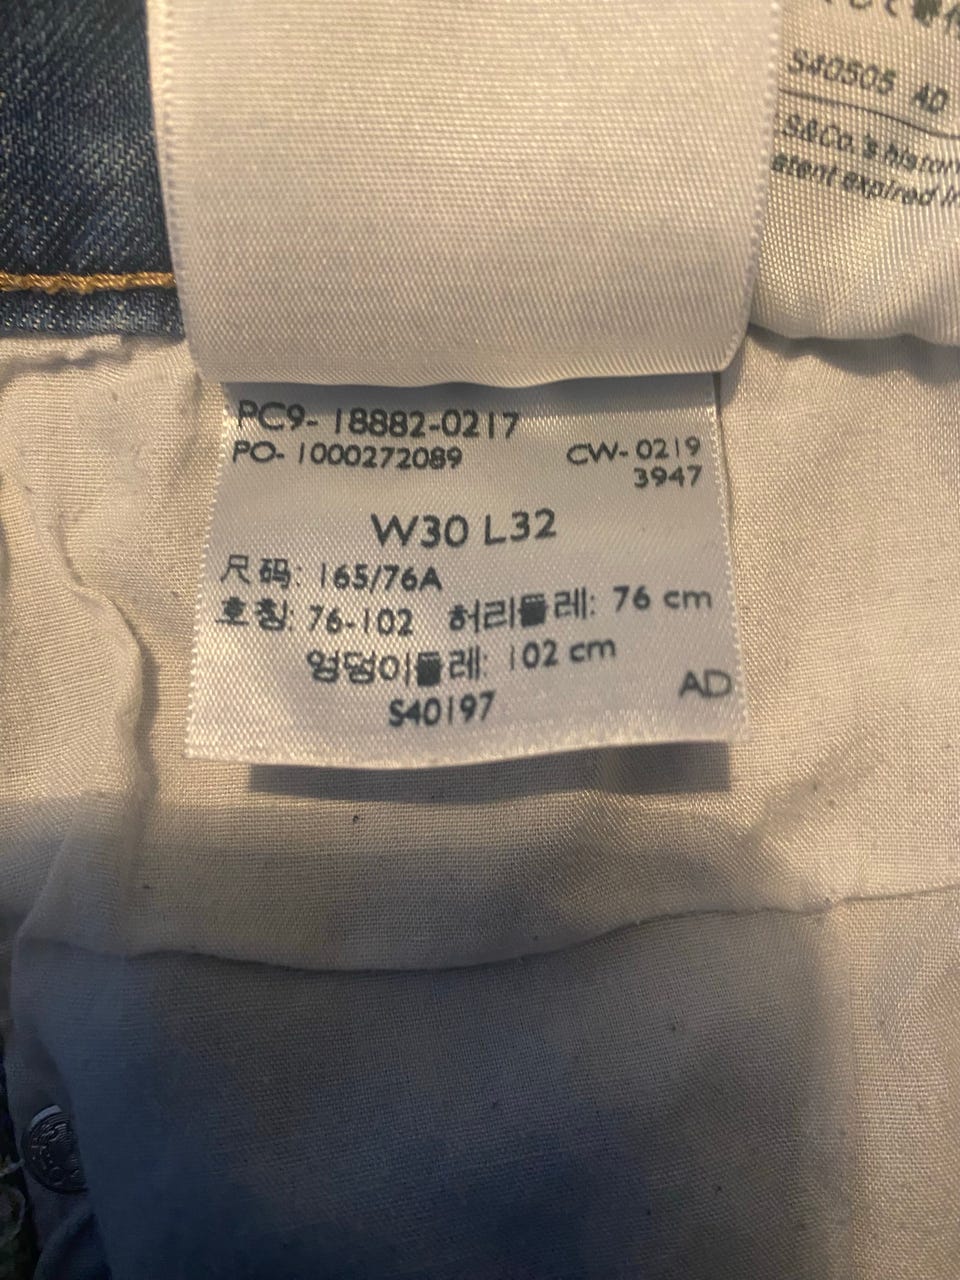 S40505 AD
S&Co.'s
expired
PC9- 18882-0217
PO- 1000272089
CW- 0219
3947
W30 L32
尺码: 165/76A
호칭: 76-102 허리둘레: 76 cm
엉덩이둘레: 102 cm
S40197
AD